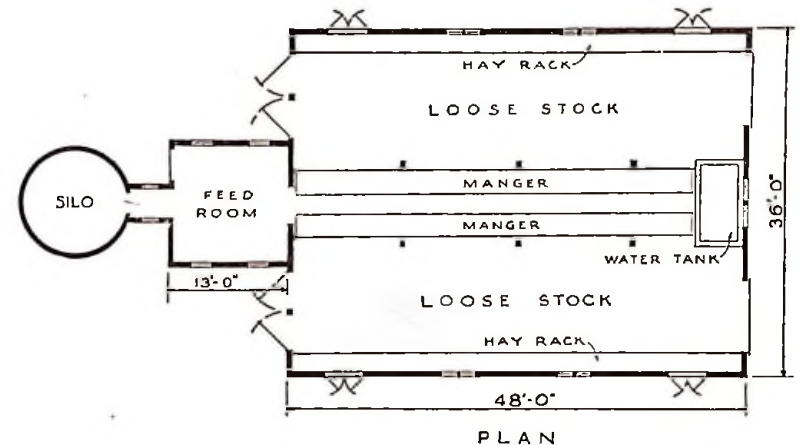 HAY RACK
LOOSE STOCK
SILO
FEED
ROOM
MANGER
MANGER
36'-0"
WATER TANK
13'-0"
LOOSE STOCK
HAY RACK
48'-0"
PLAN